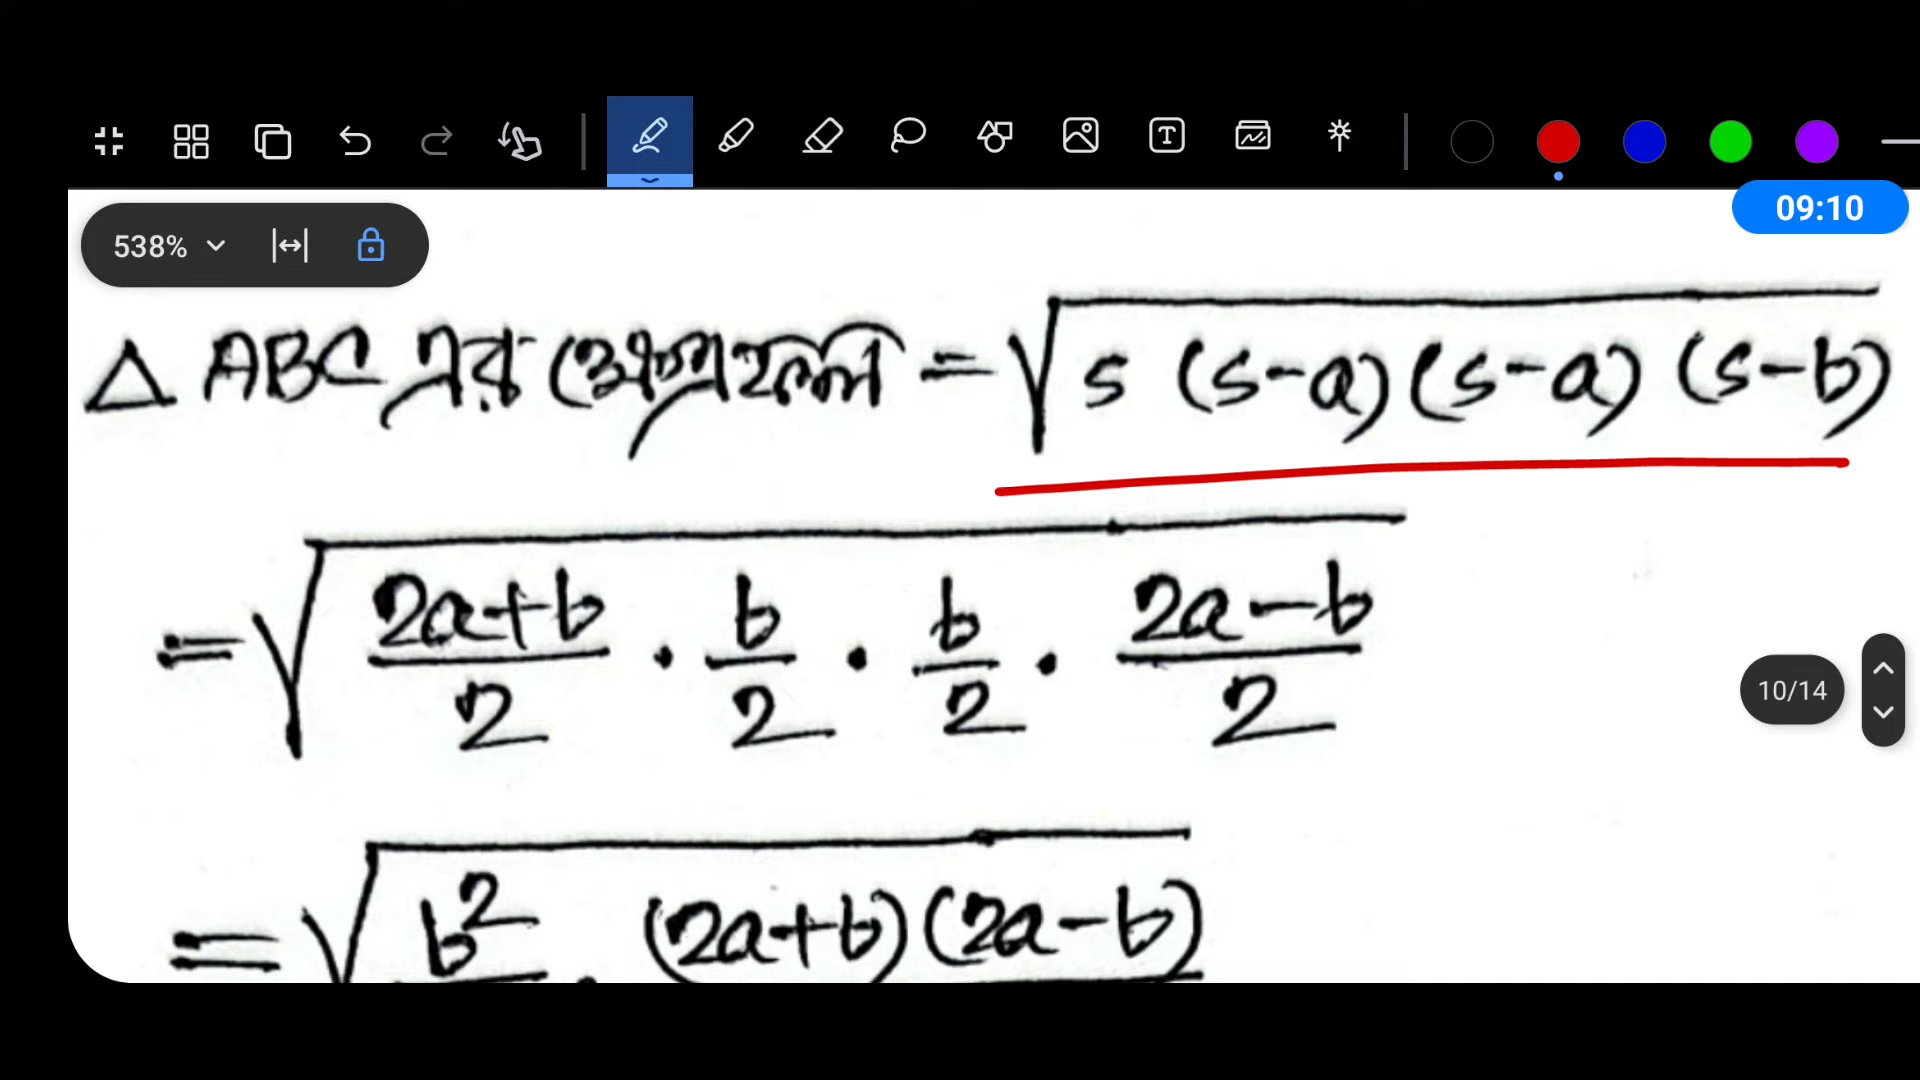 538%
09:10
△ ABC এর ক্ষেত্রফল = √s (s-a)(s-a) (s-b)
= √2a+b/2 · b/2 · b/2 · 2a-b/2
10/14
= √b² · (2a+b)(2a-b)